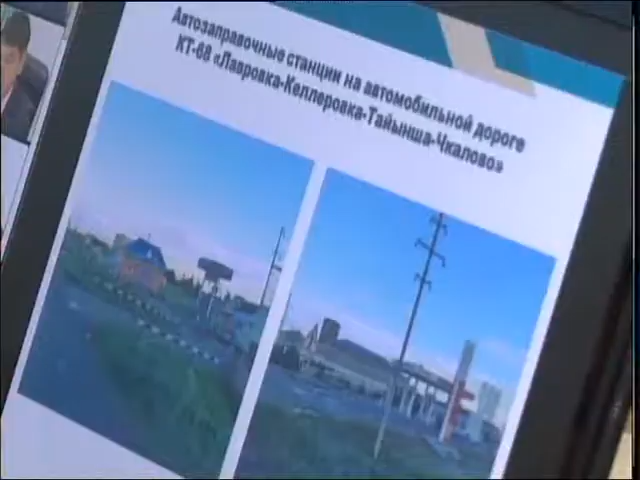 Автозаправочные станции на автомобильной дороге
КТ-68 «Лавровка-Келлеровка-Тайынша-Чкалово»